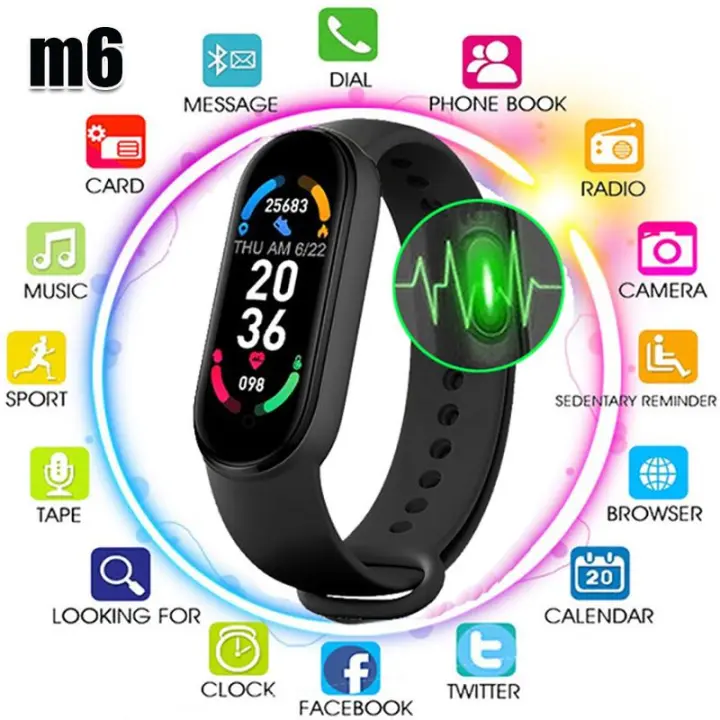 m6
DIAL
MESSAGE
PHONE BOOK
CARD
RADIO
25683
THU AM 6/22
20
36
098
MUSIC
CAMERA
SPORT
SEDENTARY REMINDER
TAPE
BROWSER
20
LOOKING FOR
CALENDAR
CLOCK
f
FACEBOOK
t
TWITTER